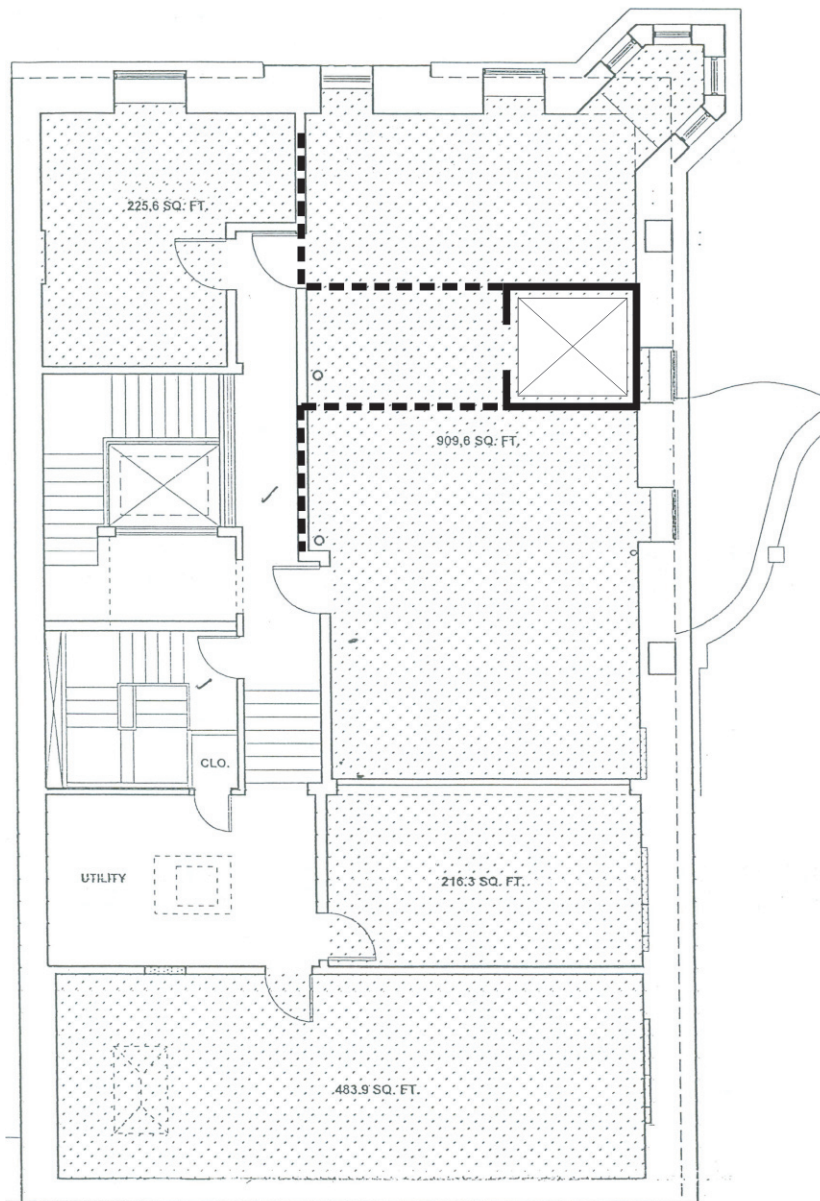 225.6 SQ. FT.
909.6 SQ. FT.
CLO.
UTILITY
216.3 SQ. FT.
483.9 SQ. FT.